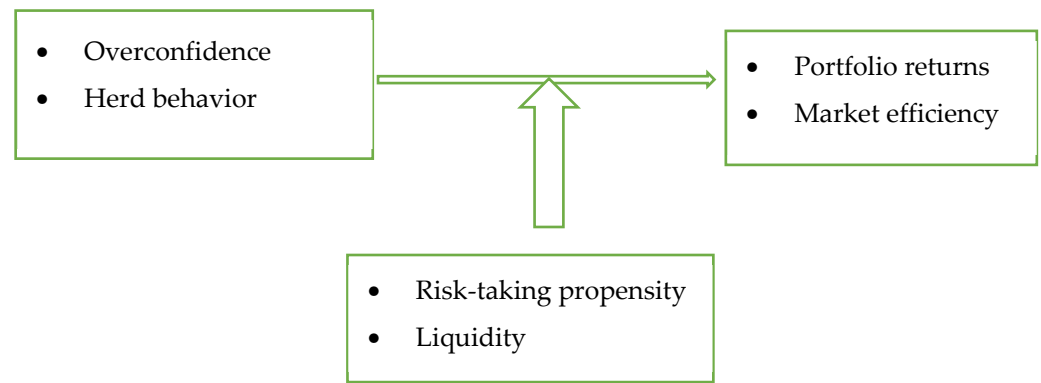 • Overconfidence
• Herd behavior
• Portfolio returns
• Market efficiency
• Risk-taking propensity
• Liquidity